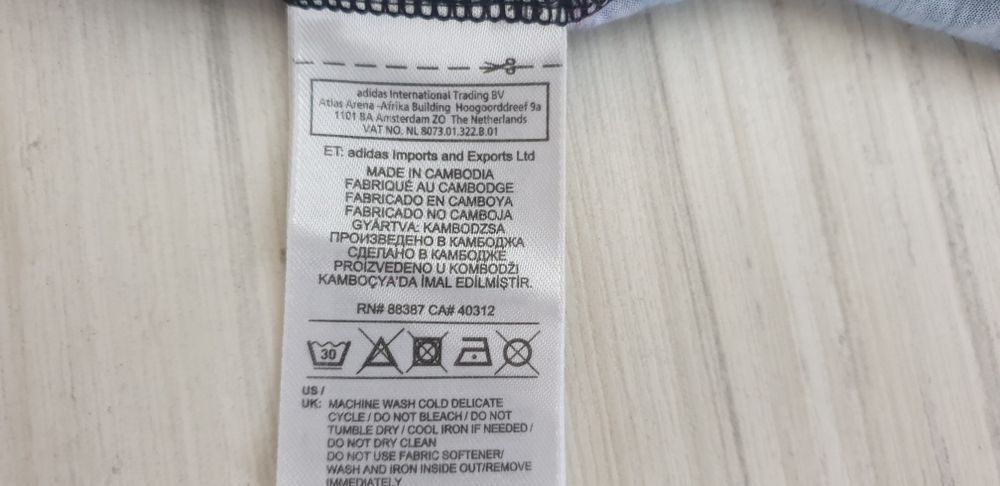 adidas International Trading BV
Atlas Arena -Afrika Building Hoogoorddreef 9a
1101 BA Amsterdam ZO The Netherlands
VAT NO. NL 8073.01.322.B.01
ET: adidas Imports and Exports Ltd
MADE IN CAMBODIA
FABRIQUÉ AU CAMBODGE
FABRICADO EN CAMBOYA
FABRICADO NO CAMBOJA
GYÁRTVA: KAMBODZSA
ПРОИЗВЕДЕНО В КАМБОДЖА
СДЕЛАНО В КАМБОДЖЕ
PROIZVEDENO U KOMBODŽI
KAMBOÇYA'DA İMAL EDİLMİŞTİR.
RN# 88387 CA# 40312
30
US /
UK: MACHINE WASH COLD DELICATE
CYCLE / DO NOT BLEACH / DO NOT
TUMBLE DRY / COOL IRON IF NEEDED /
DO NOT DRY CLEAN
DO NOT USE FABRIC SOFTENER/
WASH AND IRON INSIDE OUT/REMOVE
IMMEDIATELY